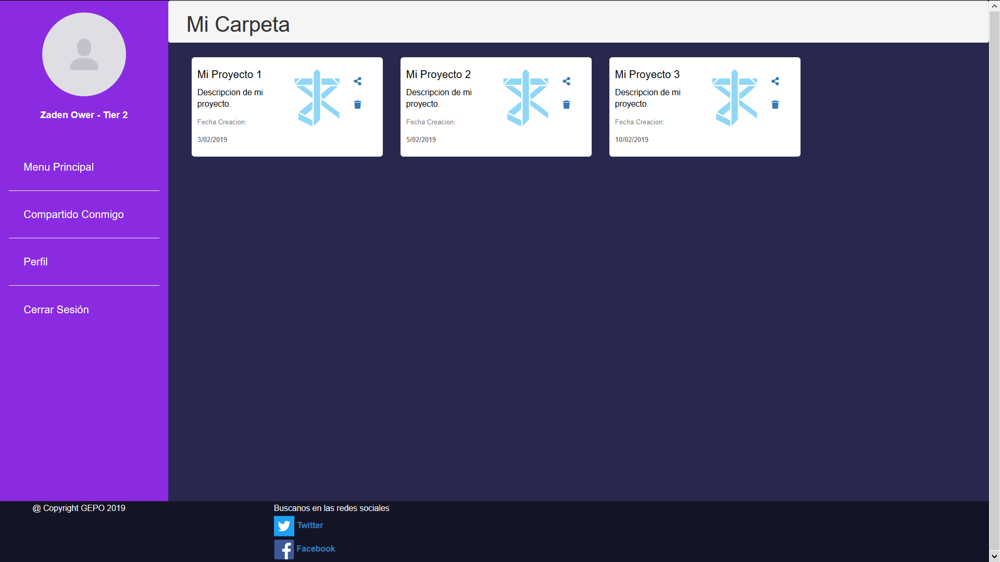 Zaden Ower - Tier 2
Menu Principal
Compartido Conmigo
Perfil
Cerrar Sesión
Mi Carpeta
Mi Proyecto 1
Descripcion de mi
proyecto.
Fecha Creacion:
3/02/2019
Mi Proyecto 2
Descripcion de mi
proyecto.
Fecha Creacion:
5/02/2019
Mi Proyecto 3
Descripcion de mi
proyecto.
Fecha Creacion:
10/02/2019
@ Copyright GEPO 2019
Buscanos en las redes sociales
Twitter
Facebook